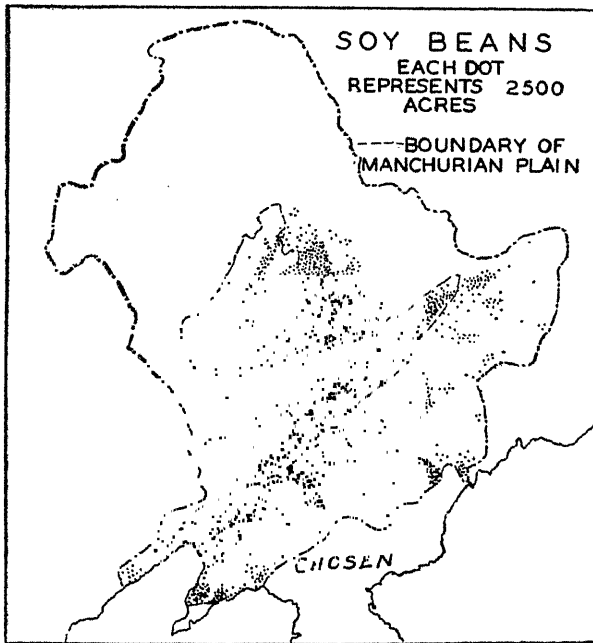 SOY BEANS
EACH DOT
REPRESENTS 2500
ACRES
BOUNDARY OF
MANCHURIAN PLAIN
CHOSEN